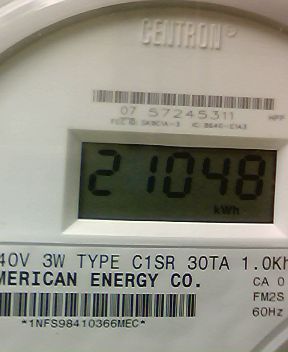 CENTRON
07 57245311
21048
kWh
40V 3W TYPE C1SR 30TA 1.0Kh
MERICAN ENERGY CO.
CA 0
FM2S
60Hz
*1NFS98410366MEC*